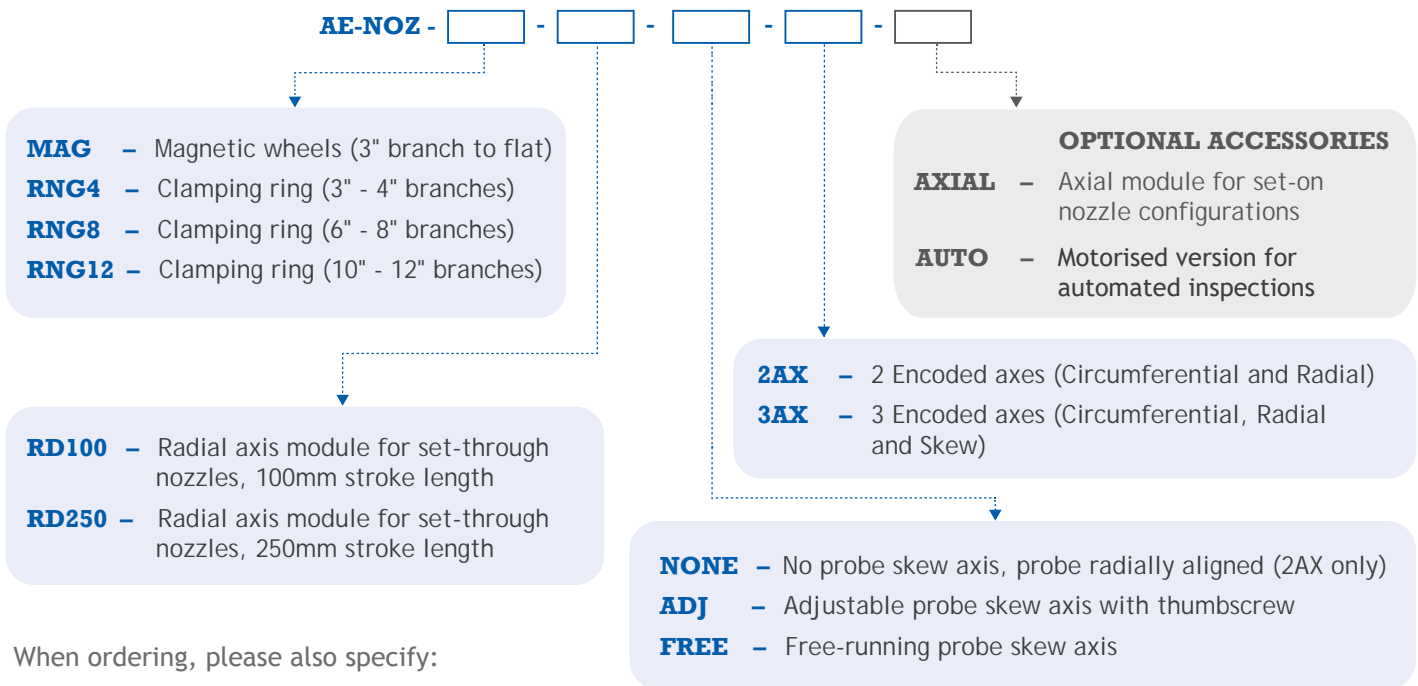 AE-NOZ - - - - -
MAG – Magnetic wheels (3" branch to flat)
RNG4 – Clamping ring (3" - 4" branches)
RNG8 – Clamping ring (6" - 8" branches)
RNG12 – Clamping ring (10" - 12" branches)
OPTIONAL ACCESSORIES
AXIAL – Axial module for set-on
nozzle configurations
AUTO – Motorised version for
automated inspections
2AX – 2 Encoded axes (Circumferential and Radial)
3AX – 3 Encoded axes (Circumferential, Radial
and Skew)
RD100 – Radial axis module for set-through
nozzles, 100mm stroke length
RD250 – Radial axis module for set-through
nozzles, 250mm stroke length
NONE – No probe skew axis, probe radially aligned (2AX only)
ADJ – Adjustable probe skew axis with thumbscrew
FREE – Free-running probe skew axis
When ordering, please also specify: